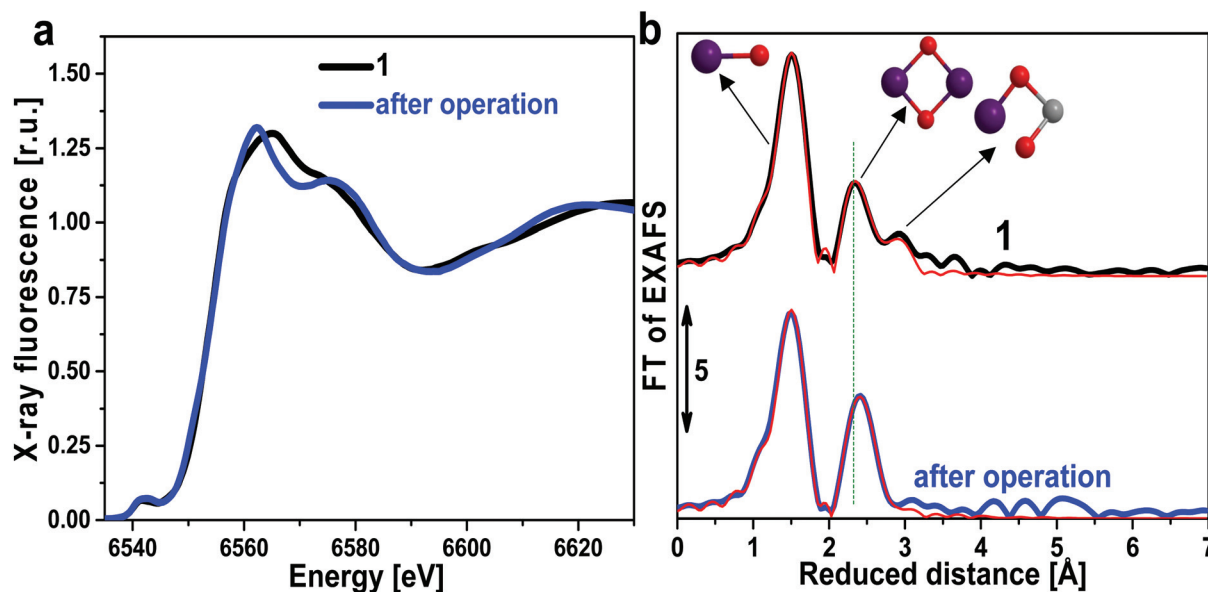 a
1
after operation
X-ray fluorescence [r.u.]
1.50
1.25
1.00
0.75
0.50
0.25
0.00
6540 6560 6580 6600 6620
Energy [eV]
b
1
5
after operation
FT of EXAFS
0 1 2 3 4 5 6 7
Reduced distance [Å]